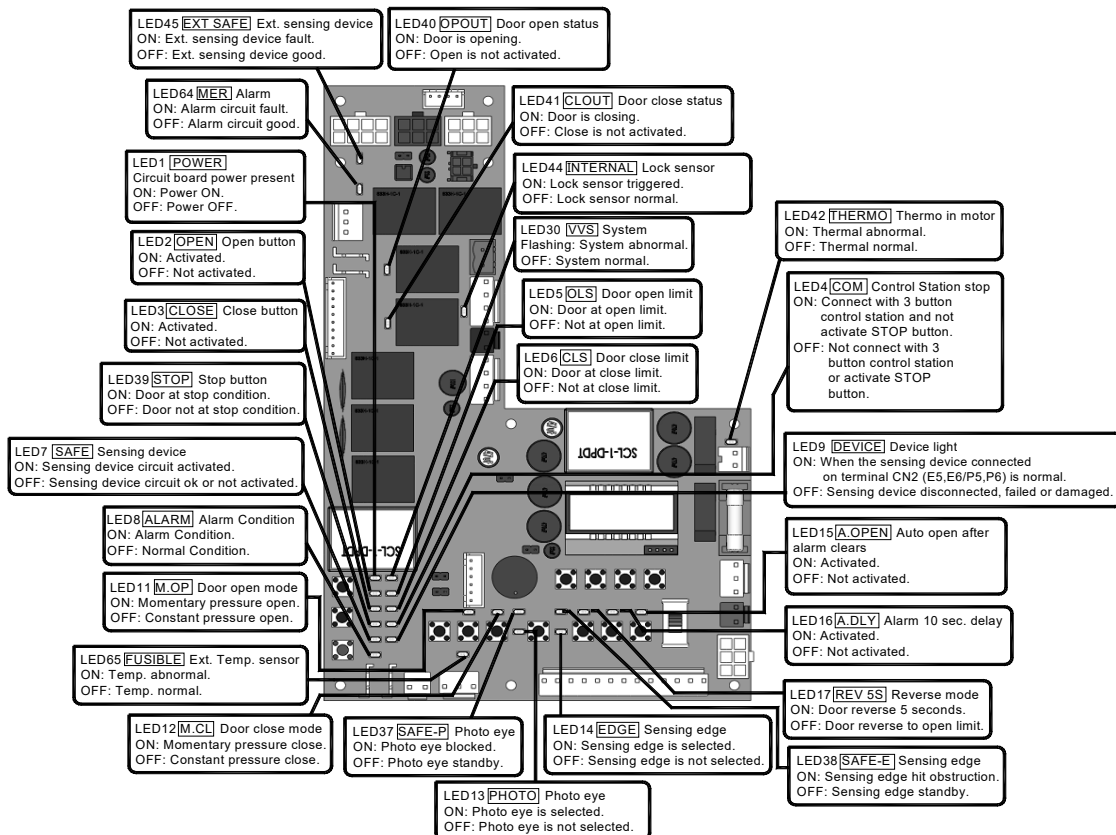 LED45 EXT SAFE Ext. sensing device
ON: Ext. sensing device fault.
OFF: Ext. sensing device good.
LED40 OPOUT Door open status
ON: Door is opening.
OFF: Open is not activated.
LED64 MER Alarm
ON: Alarm circuit fault.
OFF: Alarm circuit good.
LED41 CLOUT Door close status
ON: Door is closing.
OFF: Close is not activated.
LED1 POWER
Circuit board power present
ON: Power ON.
OFF: Power OFF.
LED44 INTERNAL Lock sensor
ON: Lock sensor triggered.
OFF: Lock sensor normal.
LED42 THERMO Thermo in motor
ON: Thermal abnormal.
OFF: Thermal normal.
LED2 OPEN Open button
ON: Activated.
OFF: Not activated.
LED30 VVS System
Flashing: System abnormal.
OFF: System normal.
LED4 COM Control Station stop
ON: Connect with 3 button
control station and not
activate STOP button.
OFF: Not connect with 3
button control station
or activate STOP
button.
LED3 CLOSE Close button
ON: Activated.
OFF: Not activated.
LED5 OLS Door open limit
ON: Door at open limit.
OFF: Not at open limit.
LED6 CLS Door close limit
ON: Door at close limit.
OFF: Not at close limit.
LED39 STOP Stop button
ON: Door at stop condition.
OFF: Door not at stop condition.
LED7 SAFE Sensing device
ON: Sensing device circuit activated.
OFF: Sensing device circuit ok or not activated.
LED9 DEVICE Device light
ON: When the sensing device connected
on terminal CN2 (E5,E6/P5,P6) is normal.
OFF: Sensing device disconnected, failed or damaged.
SCL-1-DPDT
SCL-1-DPDT
LED8 ALARM Alarm Condition
ON: Alarm Condition.
OFF: Normal Condition.
LED15 A.OPEN Auto open after
alarm clears
ON: Activated.
OFF: Not activated.
LED11 M.OP Door open mode
ON: Momentary pressure open.
OFF: Constant pressure open.
LED16 A.DLY Alarm 10 sec. delay
ON: Activated.
OFF: Not activated.
LED65 FUSIBLE Ext. Temp. sensor
ON: Temp. abnormal.
OFF: Temp. normal.
LED17 REV 5S Reverse mode
ON: Door reverse 5 seconds.
OFF: Door reverse to open limit.
LED12 M.CL Door close mode
ON: Momentary pressure close.
OFF: Constant pressure close.
LED37 SAFE-P Photo eye
ON: Photo eye blocked.
OFF: Photo eye standby.
LED14 EDGE Sensing edge
ON: Sensing edge is selected.
OFF: Sensing edge is not selected.
LED38 SAFE-E Sensing edge
ON: Sensing edge hit obstruction.
OFF: Sensing edge standby.
LED13 PHOTO Photo eye
ON: Photo eye is selected.
OFF: Photo eye is not selected.